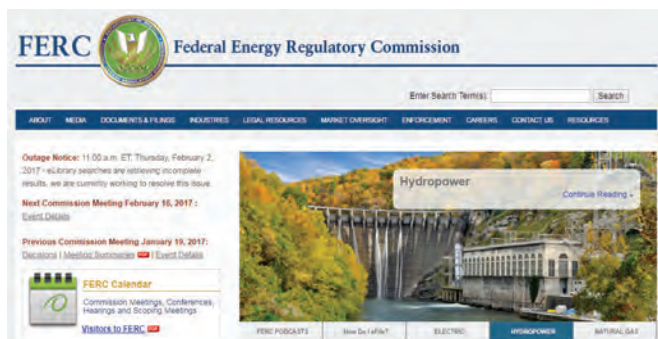 FERC
Federal Energy Regulatory Commission
Enter Search Term(s):
Search
ABOUT MEDIA DOCUMENTS & FILINGS INDUSTRIES LEGAL RESOURCES MARKET OVERSIGHT ENFORCEMENT CAREERS CONTACT US RESOURCES
Outage Notice: 11:00 a.m. ET, Thursday, February 2,
2017 - eLibrary searches are retrieving incomplete
results, we are currently working to resolve this issue.
Next Commission Meeting February 16, 2017 :
Event Details
Previous Commission Meeting January 19, 2017:
Decisions | Meeting Summaries PDF | Event Details
FERC Calendar
Commission Meetings, Conferences,
Hearings and Scoping Meetings
Visitors to FERC PDF
Hydropower
Continue Reading
FERC PODCASTS How Do I eFile? ELECTRIC HYDROPOWER NATURAL GAS